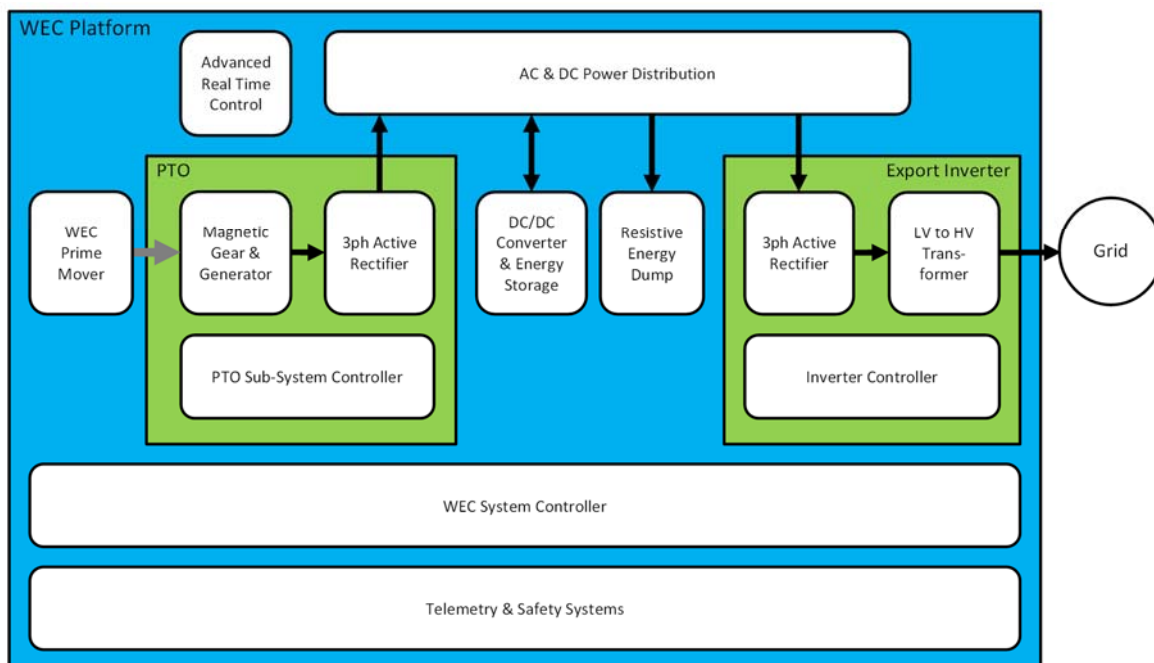 WEC Platform
Advanced
Real Time
Control
AC & DC Power Distribution
PTO
Export Inverter
WEC
Prime
Mover
Magnetic
Gear &
Generator
3ph Active
Rectifier
DC/DC
Converter
& Energy
Storage
Resistive
Energy
Dump
3ph Active
Rectifier
LV to HV
Trans-
former
Grid
PTO Sub-System Controller
Inverter Controller
WEC System Controller
Telemetry & Safety Systems